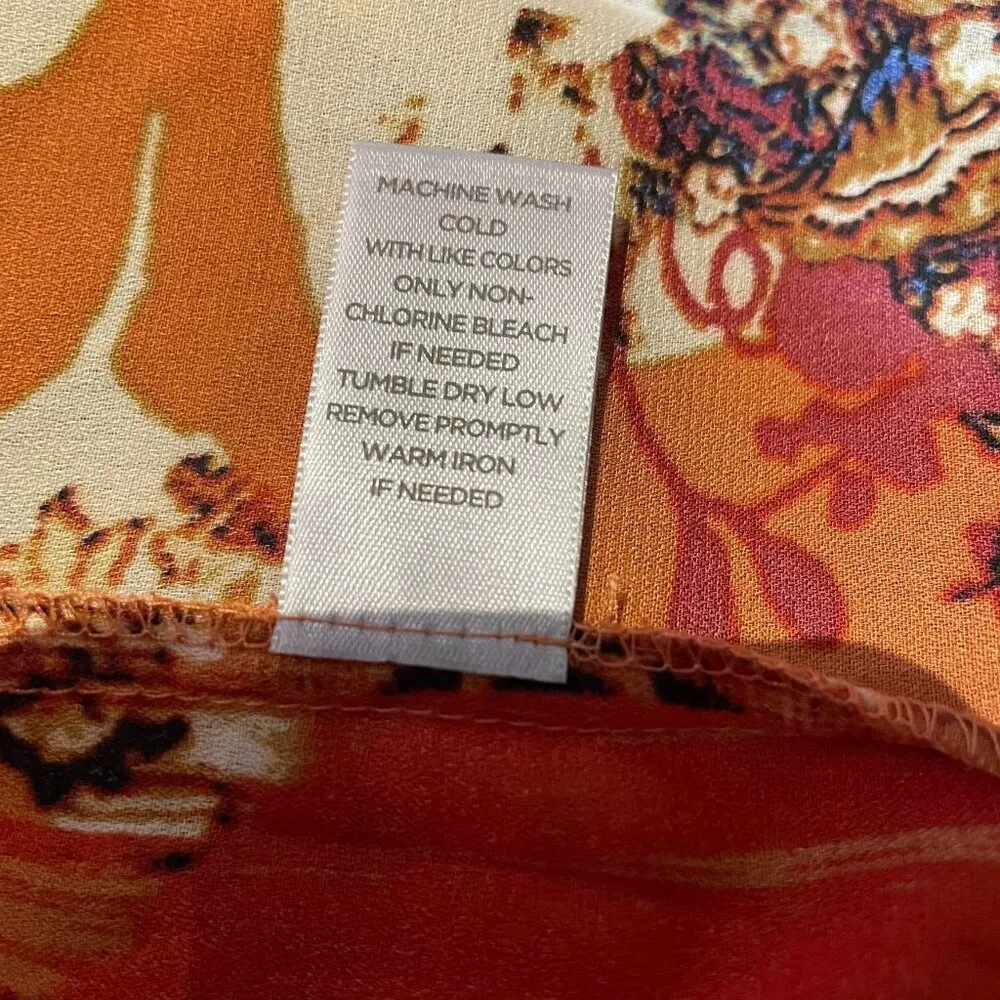 MACHINE WASH
COLD
WITH LIKE COLORS
ONLY NON-
CHLORINE BLEACH
IF NEEDED
TUMBLE DRY LOW
REMOVE PROMPTLY
WARM IRON
IF NEEDED